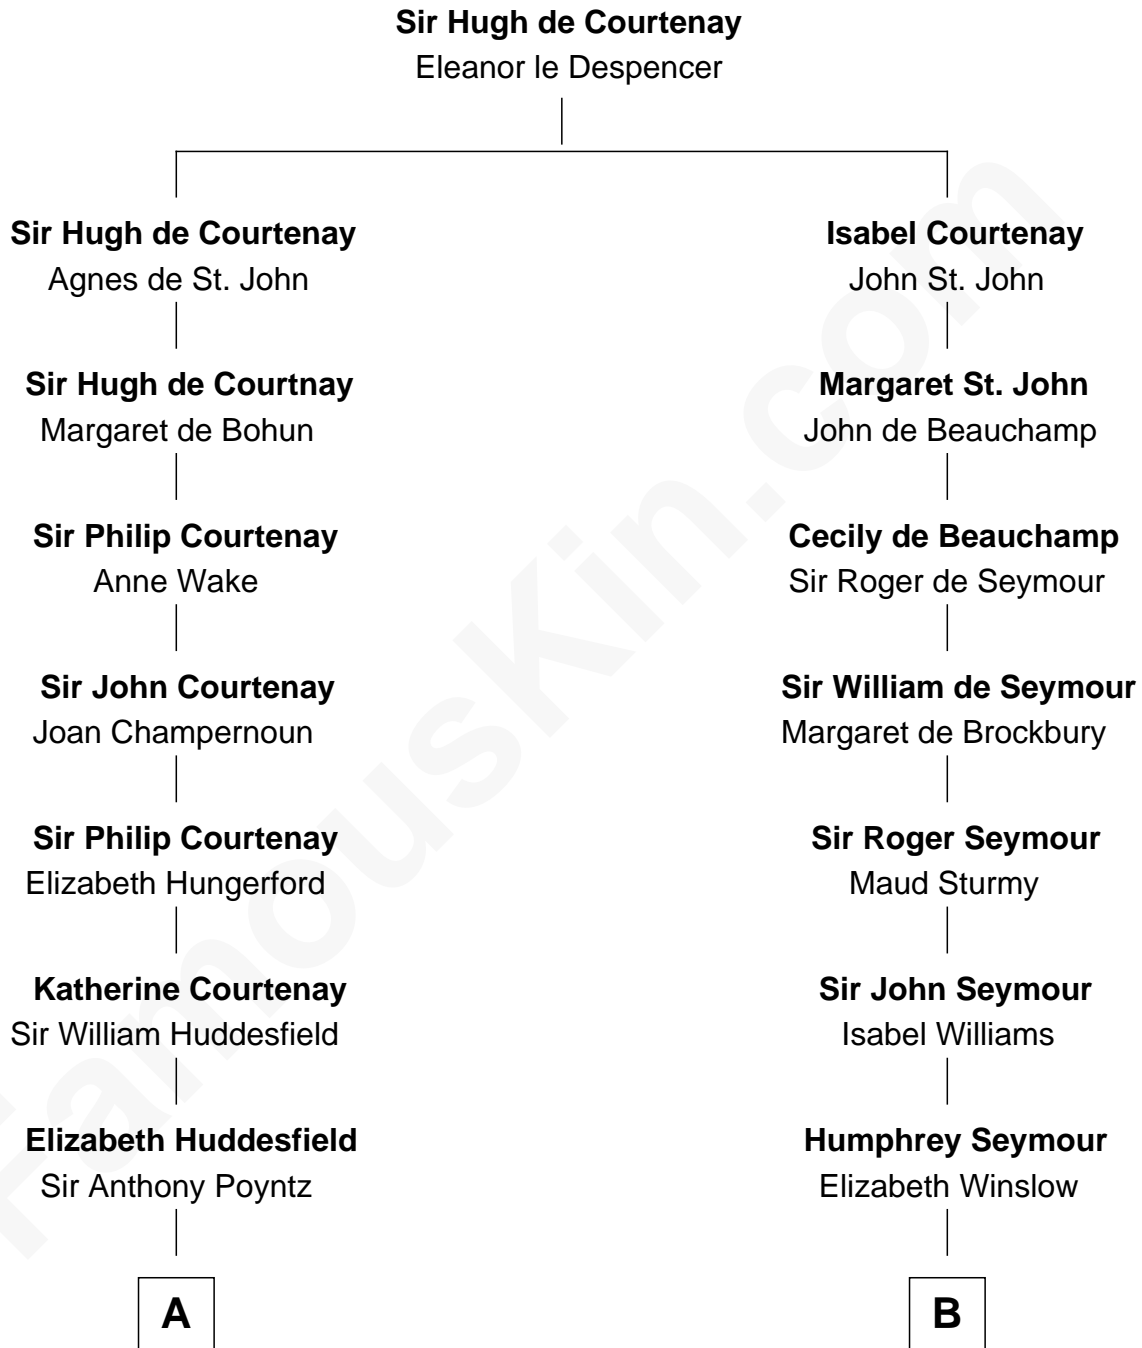 Sir Hugh de Courtenay
Eleanor le Despencer
Sir Hugh de Courtenay
Agnes de St. John
Isabel Courtenay
John St. John
Sir Hugh de Courtnay
Margaret de Bohun
Margaret St. John
John de Beauchamp
Sir Philip Courtenay
Anne Wake
Cecily de Beauchamp
Sir Roger de Seymour
Sir John Courtenay
Joan Champernoun
Sir William de Seymour
Margaret de Brockbury
Sir Philip Courtenay
Elizabeth Hungerford
Sir Roger Seymour
Maud Sturmy
Katherine Courtenay
Sir William Huddesfield
Sir John Seymour
Isabel Williams
Elizabeth Huddesfield
Sir Anthony Poyntz
Humphrey Seymour
Elizabeth Winslow
A
B
FamousKin.com